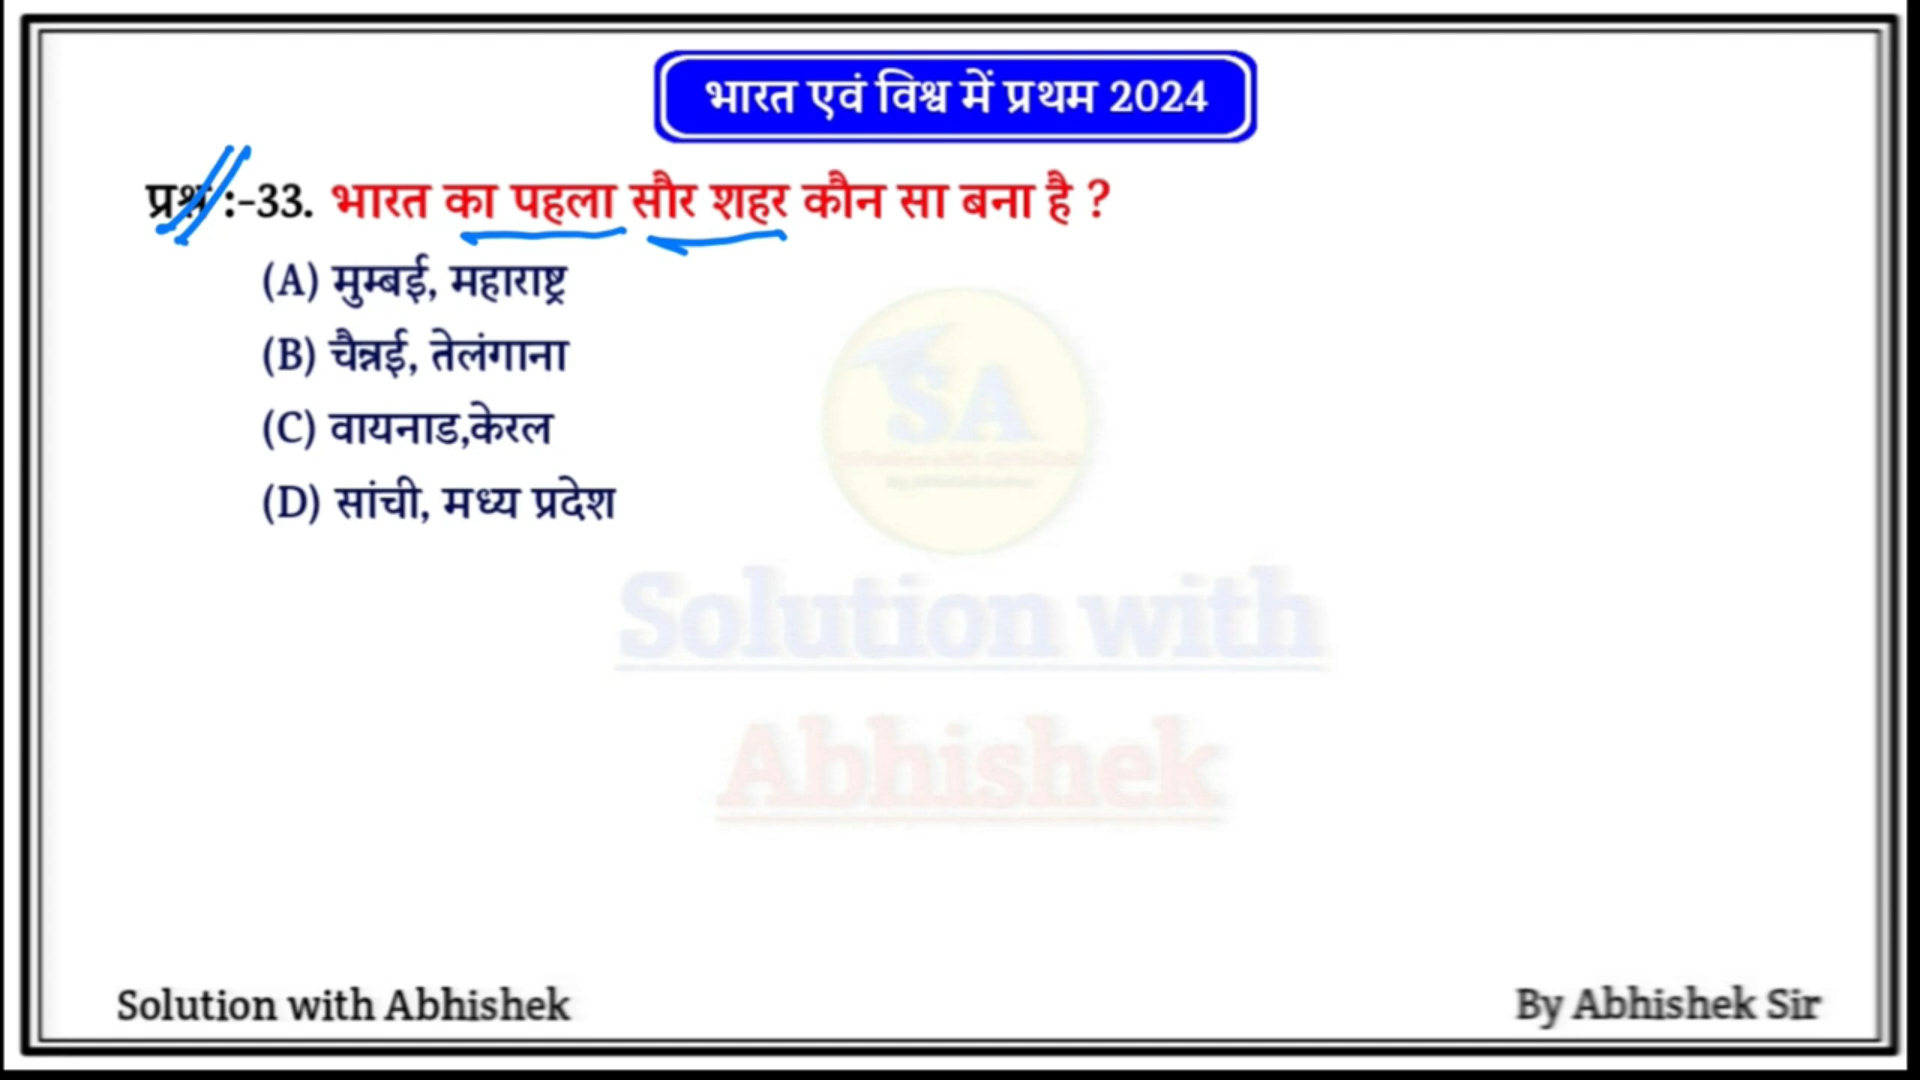 भारत एवं विश्व में प्रथम 2024
प्रश्न :-33. भारत का पहला सौर शहर कौन सा बना है ?
(A) मुम्बई, महाराष्ट्र
(B) चैन्नई, तेलंगाना
(C) वायनाड,केरल
(D) सांची, मध्य प्रदेश
SA
Solution with
Abhishek
Solution with Abhishek
By Abhishek Sir